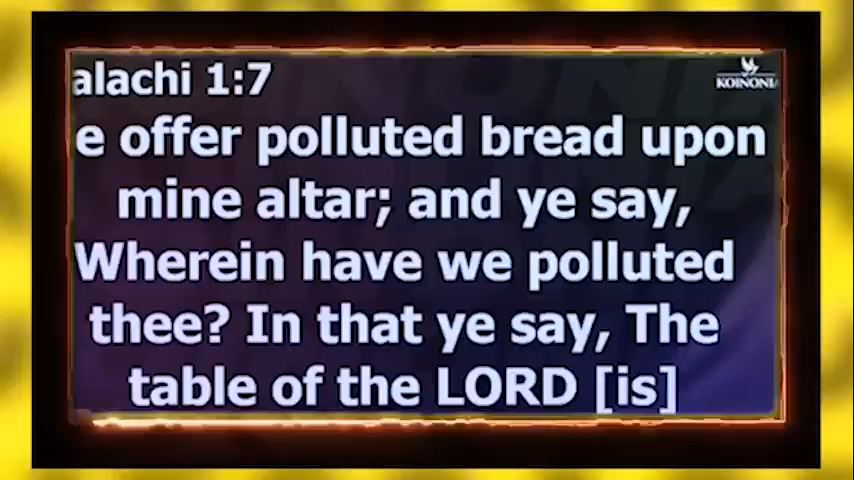 alachi 1:7
KOINONI
e offer polluted bread upon
mine altar; and ye say,
Wherein have we polluted
thee? In that ye say, The
table of the LORD [is]